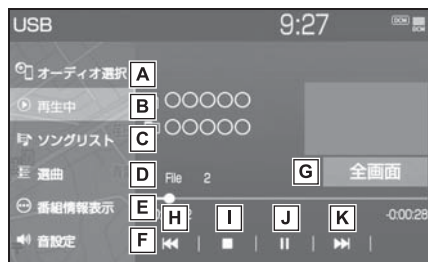 USB 9:27 DCM DCM
オーディオ選択 A
再生中 B ○○○○○
ソングリスト C ○○○○○
選曲 D File 2 G 全画面
番組情報表示 E -0:00:28
音設定 F H I J K